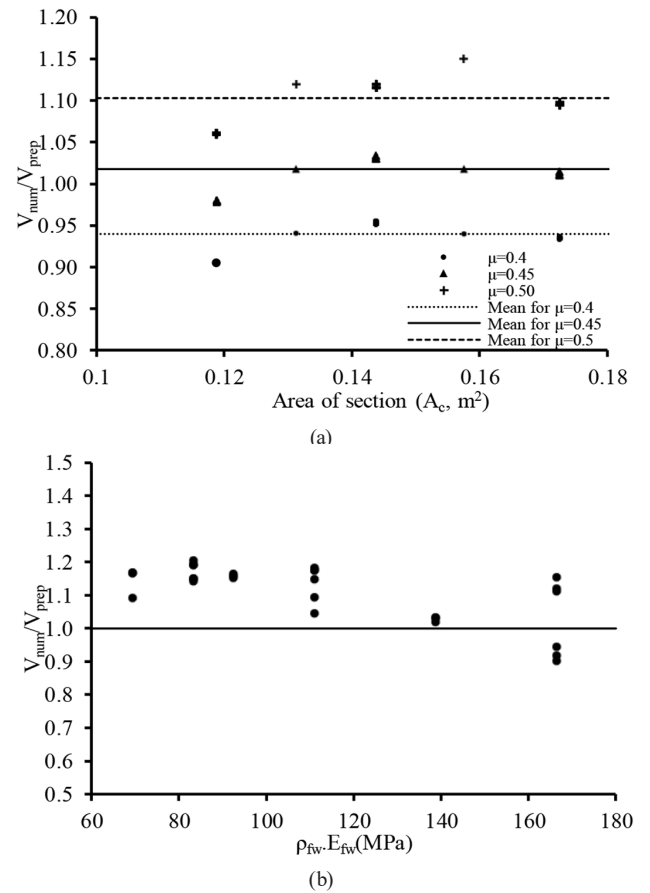 1.20
1.15
1.10
1.05
1.00
0.95
0.90
0.85
0.80
Vnum/Vprep
μ=0.4
μ=0.45
μ=0.50
Mean for μ=0.4
Mean for μ=0.45
Mean for μ=0.5
0.1 0.12 0.14 0.16 0.18
Area of section (Ac, m²)
(a)
1.5
1.4
1.3
1.2
1.1
1.0
0.9
0.8
0.7
0.6
0.5
Vnum/Vprep
60 80 100 120 140 160 180
ρfw.Efw(MPa)
(b)